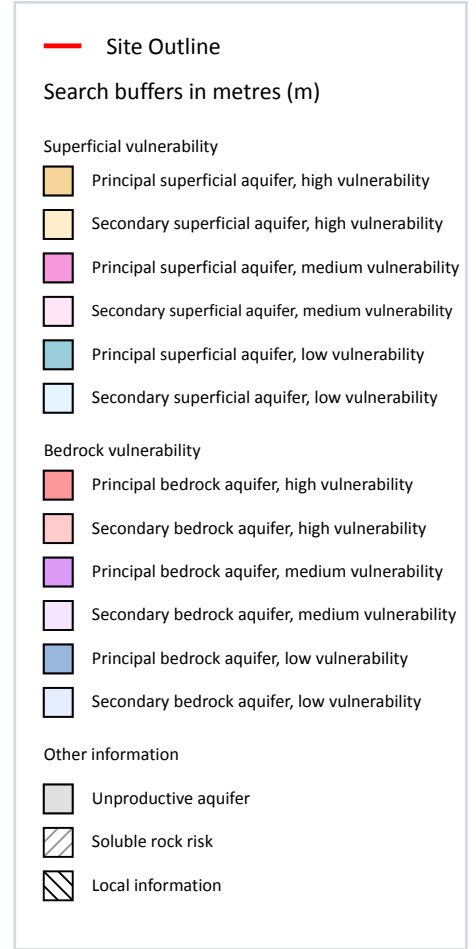 Site Outline
Search buffers in metres (m)
Superficial vulnerability
Principal superficial aquifer, high vulnerability
Secondary superficial aquifer, high vulnerability
Principal superficial aquifer, medium vulnerability
Secondary superficial aquifer, medium vulnerability
Principal superficial aquifer, low vulnerability
Secondary superficial aquifer, low vulnerability
Bedrock vulnerability
Principal bedrock aquifer, high vulnerability
Secondary bedrock aquifer, high vulnerability
Principal bedrock aquifer, medium vulnerability
Secondary bedrock aquifer, medium vulnerability
Principal bedrock aquifer, low vulnerability
Secondary bedrock aquifer, low vulnerability
Other information
Unproductive aquifer
Soluble rock risk
Local information